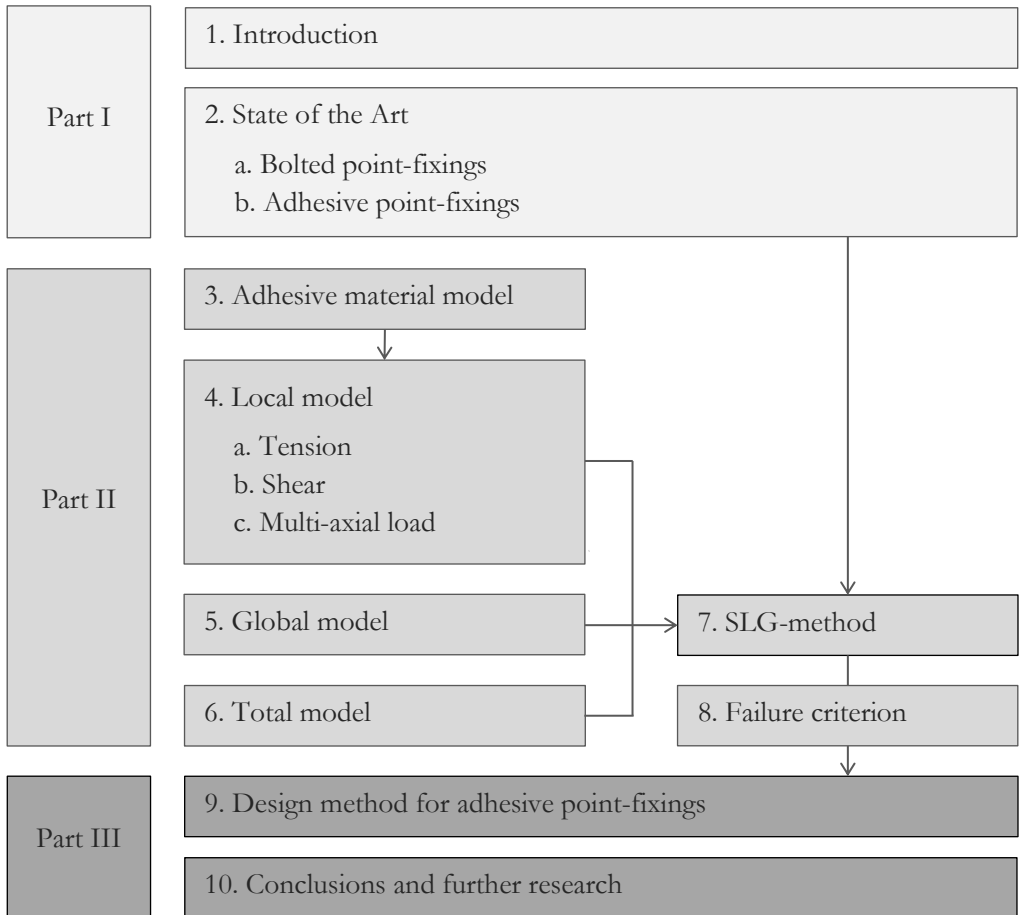 Part I
1. Introduction
2. State of the Art
a. Bolted point-fixings
b. Adhesive point-fixings
Part II
3. Adhesive material model
4. Local model
a. Tension
b. Shear
c. Multi-axial load
5. Global model
6. Total model
7. SLG-method
8. Failure criterion
Part III
9. Design method for adhesive point-fixings
10. Conclusions and further research